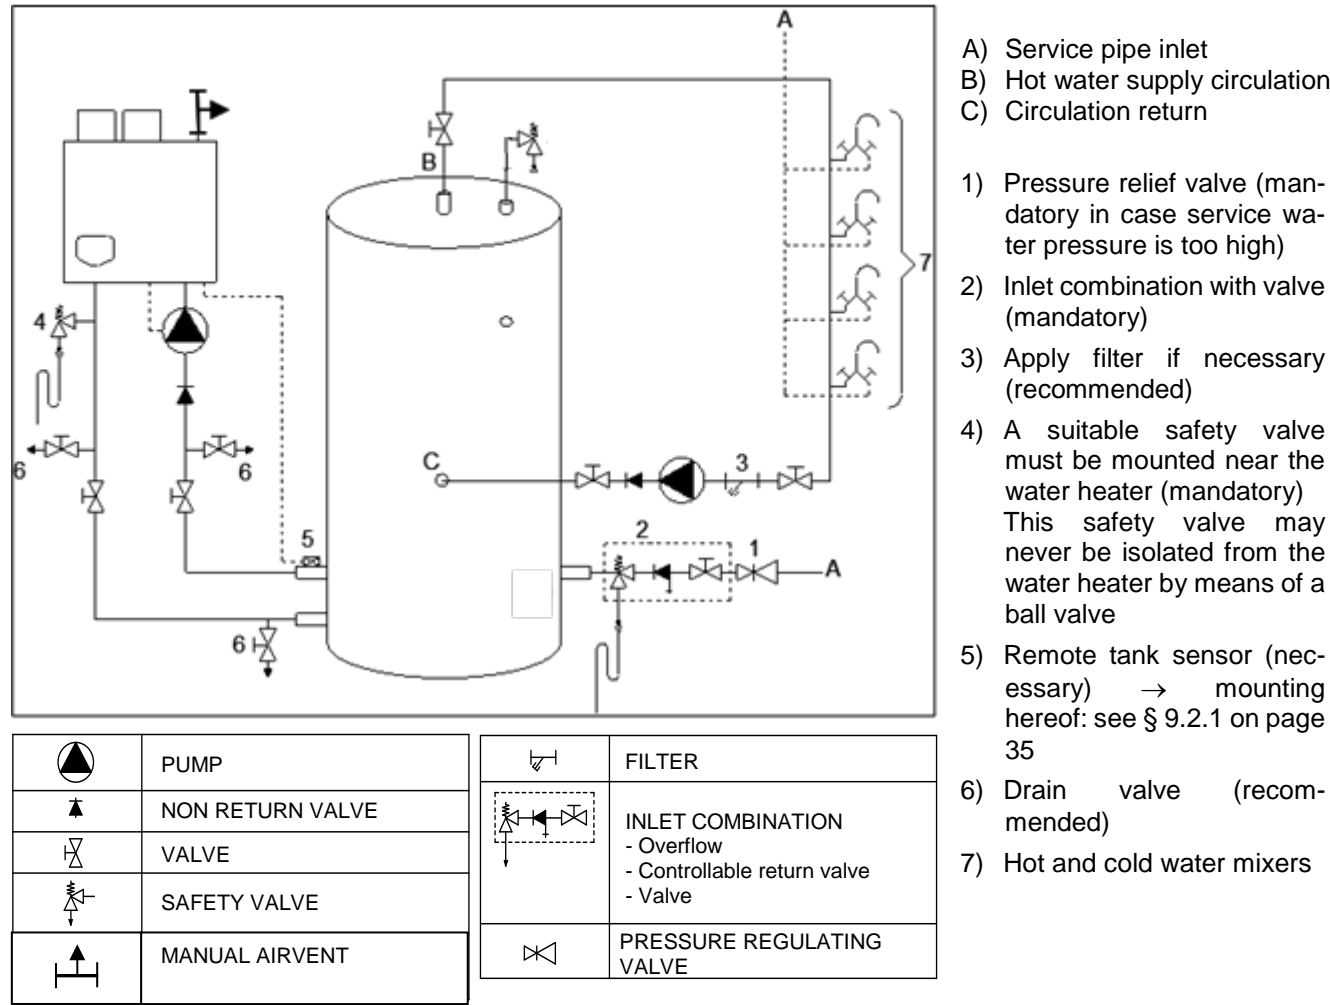 A
B
4
7
6
6
C
3
5
2
1
A
6
A) Service pipe inlet
B) Hot water supply circulation
C) Circulation return
1) Pressure relief valve (man-
datory in case service wa-
ter pressure is too high)
2) Inlet combination with valve
(mandatory)
3) Apply filter if necessary
(recommended)
4) A suitable safety valve
must be mounted near the
water heater (mandatory)
This safety valve may
never be isolated from the
water heater by means of a
ball valve
5) Remote tank sensor (nec-
essary) → mounting
hereof: see § 9.2.1 on page
35
6) Drain valve (recom-
mended)
7) Hot and cold water mixers
PUMP
NON RETURN VALVE
VALVE
SAFETY VALVE
MANUAL AIRVENT
FILTER
INLET COMBINATION
- Overflow
- Controllable return valve
- Valve
PRESSURE REGULATING
VALVE